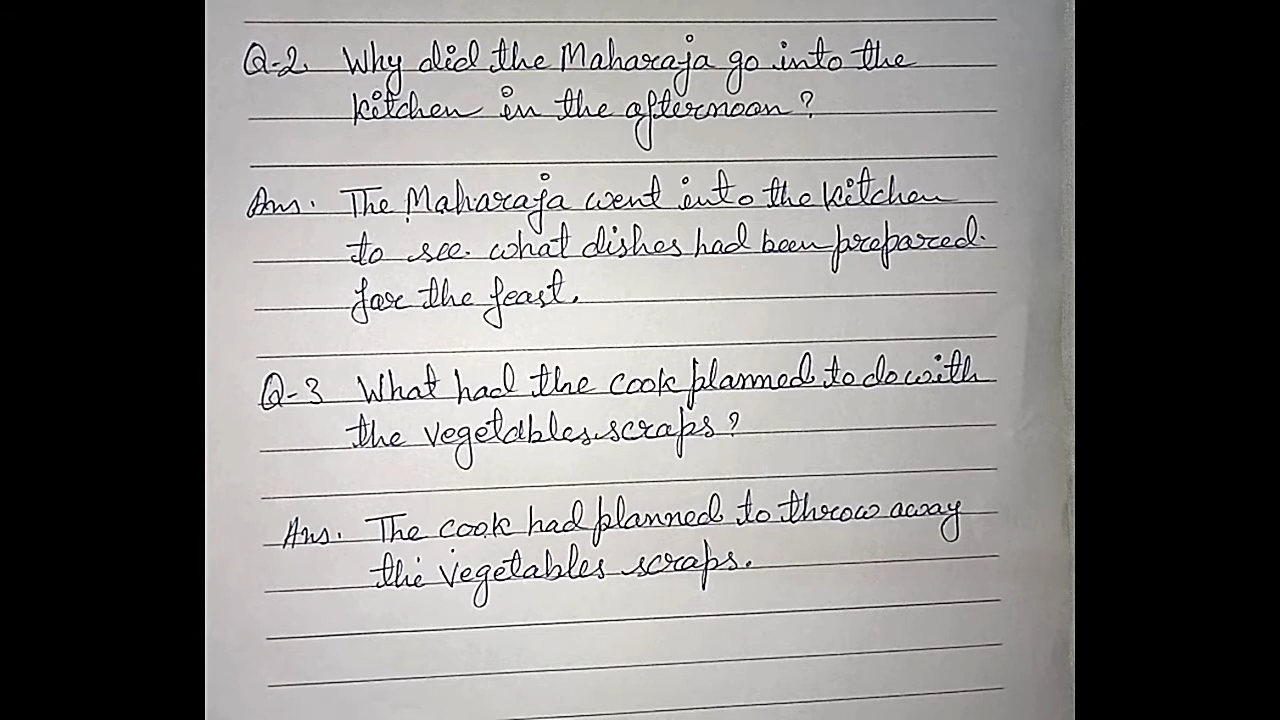 Q-2. Why did the Maharaja go into the
kitchen in the afternoon?
Ans. The Maharaja went into the kitchen
to see what dishes had been prepared
for the feast.
Q-3 What had the cook planned to do with
the vegetables scraps?
Ans. The cook had planned to throw away
the vegetables scraps.